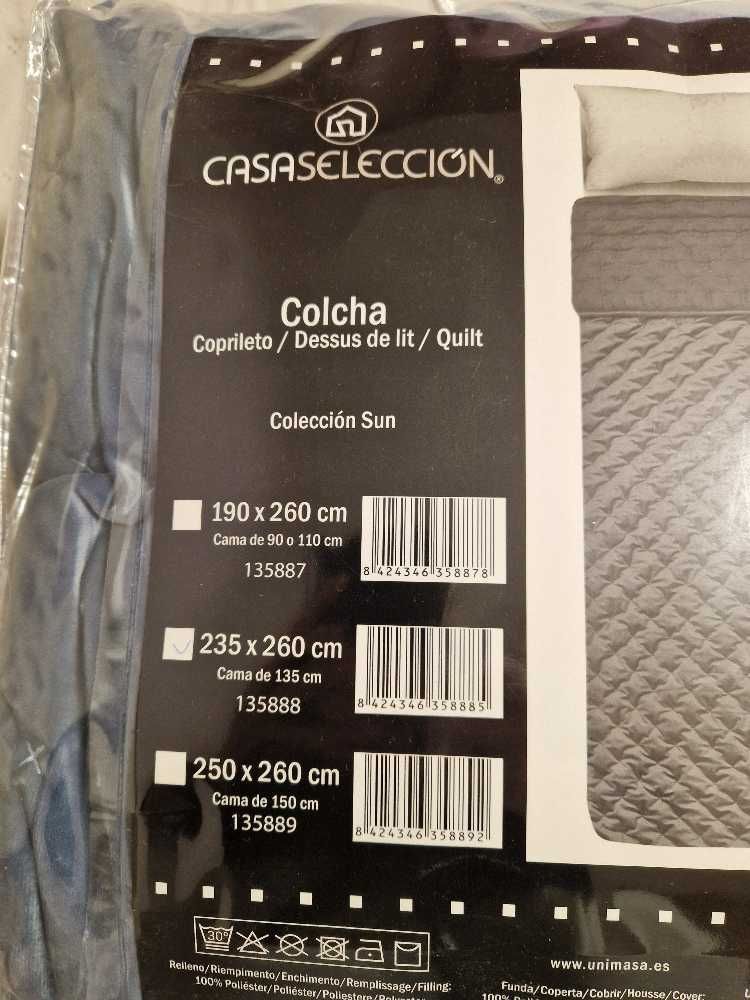 CASASELECCIÓN®
Colcha
Coprileto / Dessus de lit / Quilt
Colección Sun
190 x 260 cm
Cama de 90 o 110 cm
135887
8 424346 358878
235 x 260 cm
Cama de 135 cm
135888
8 424346 358885
250 x 260 cm
Cama de 150 cm
135889
8 424346 358892
30°
www.unimasa.es
Relleno/Riempimento/Enchimento/Remplissage/Filling:
100% Poliéster/Poliester/Poliestere/Polyester
Funda/Coperta/Cobrir/Housse/Cover:
100%